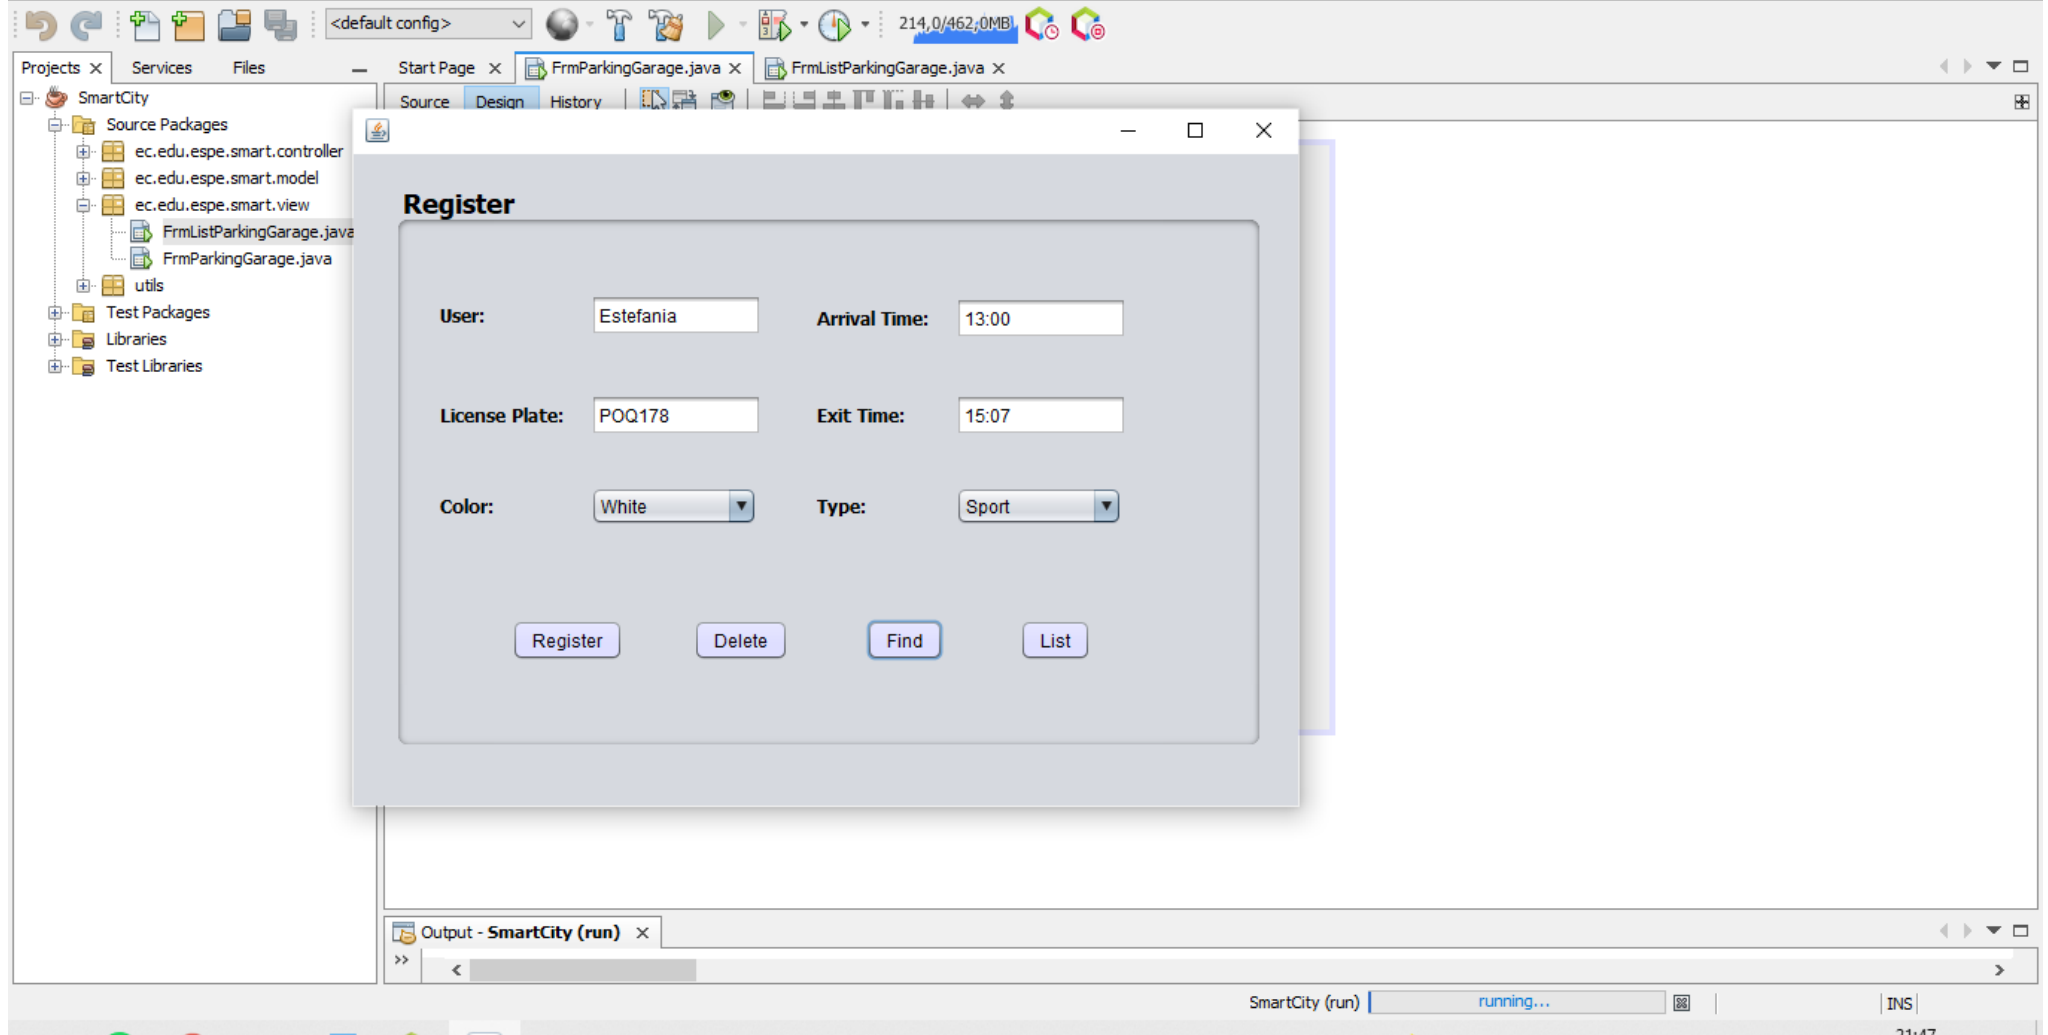 <default config>
214,0/462,0MB
Projects Services Files
Start Page FrmParkingGarage.java FrmListParkingGarage.java
SmartCity
Source Packages
ec.edu.espe.smart.controller
ec.edu.espe.smart.model
ec.edu.espe.smart.view
FrmListParkingGarage.java
FrmParkingGarage.java
utils
Test Packages
Libraries
Test Libraries
Source Design History
Register
User: Estefania Arrival Time: 13:00
License Plate: POQ178 Exit Time: 15:07
Color: White Type: Sport
Register Delete Find List
Output - SmartCity (run)
SmartCity (run) running... INS
21:47